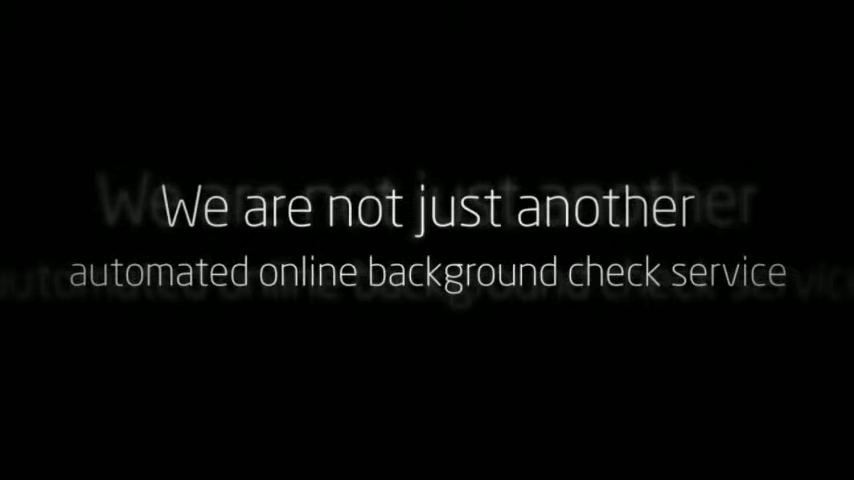 We are not just another
automated online background check service